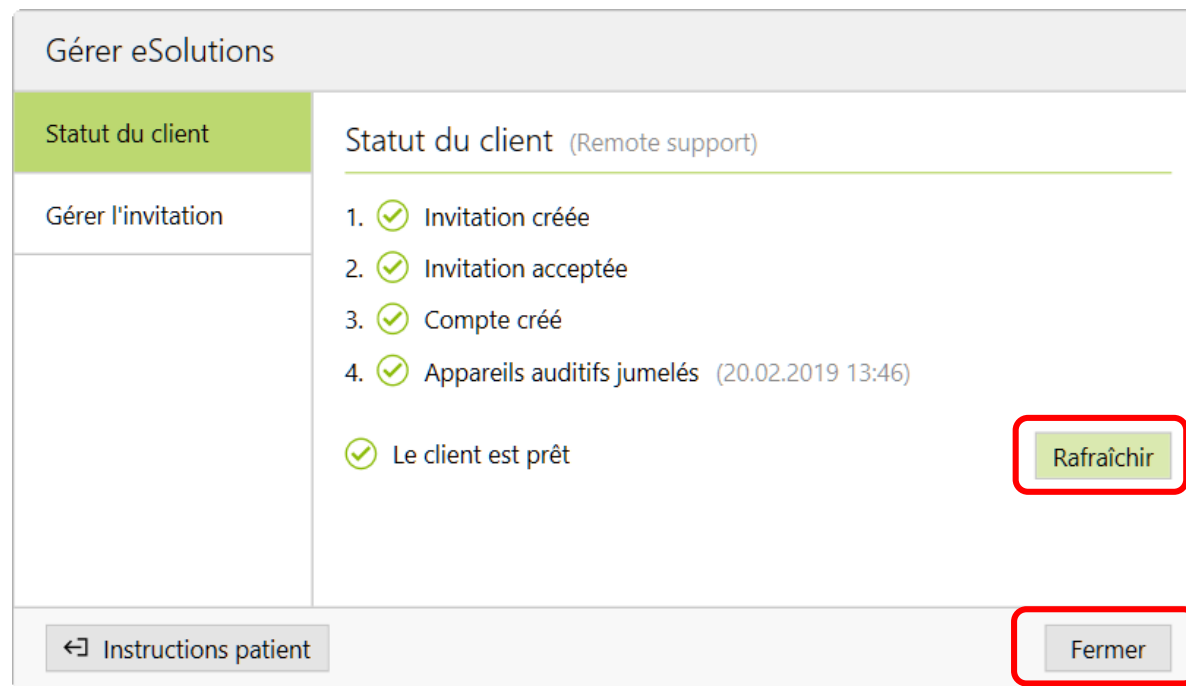 Gérer eSolutions
Statut du client
Gérer l'invitation
Statut du client (Remote support)
1. Invitation créée
2. Invitation acceptée
3. Compte créé
4. Appareils auditifs jumelés (20.02.2019 13:46)
Le client est prêt
Rafraîchir
Instructions patient
Fermer